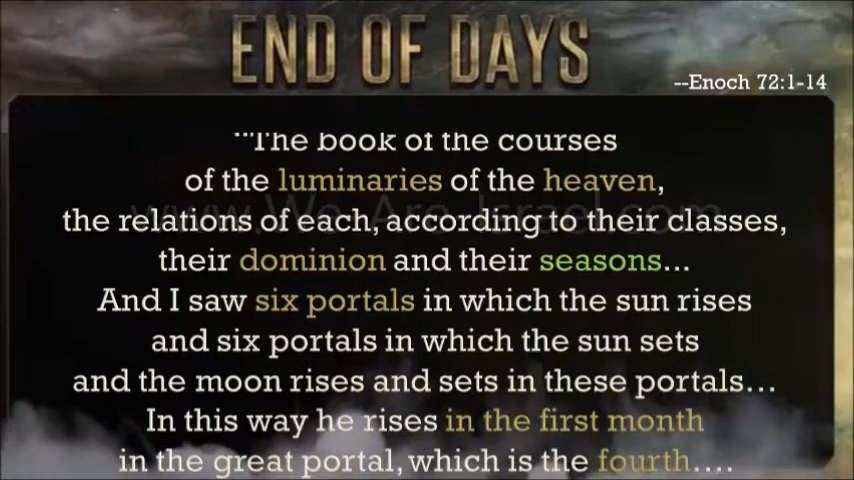 END OF DAYS
--Enoch 72:1-14
"'The book of the courses
of the luminaries of the heaven,
the relations of each, according to their classes,
their dominion and their seasons...
And I saw six portals in which the sun rises
and six portals in which the sun sets
and the moon rises and sets in these portals...
In this way he rises in the first month
in the great portal, which is the fourth....